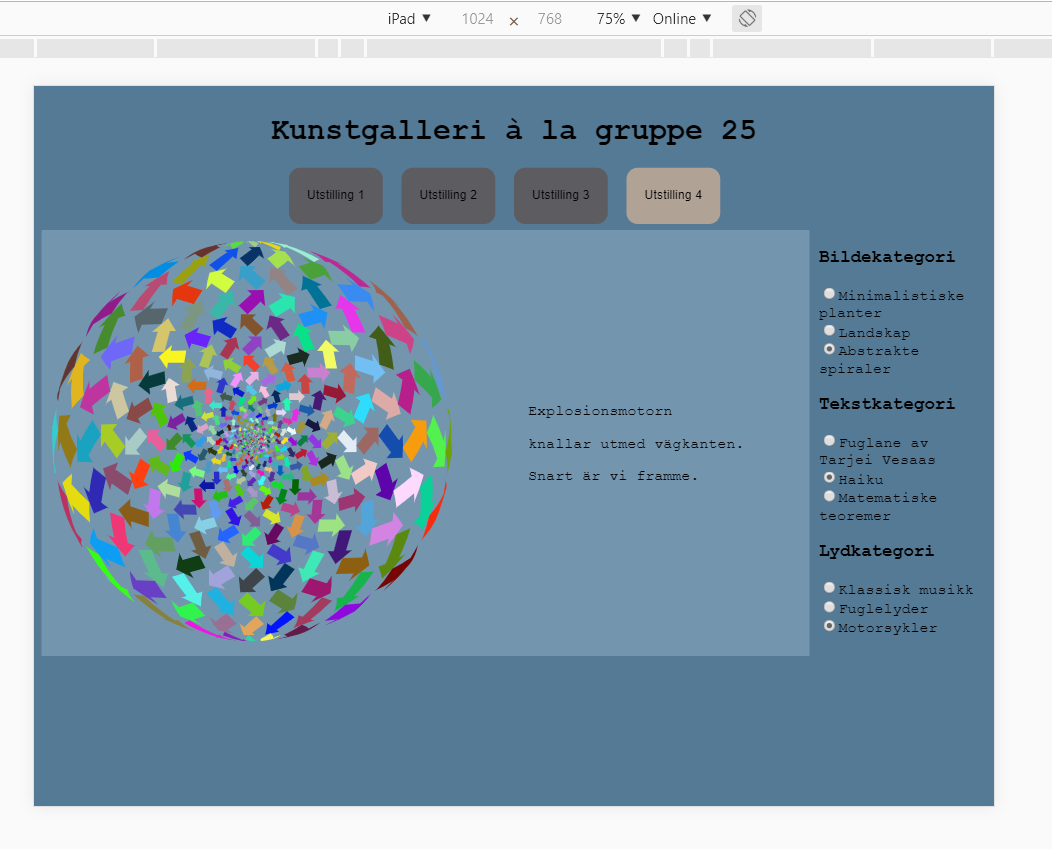 iPad ▼ 1024 × 768 75% ▼ Online ▼
Kunstgalleri à la gruppe 25
Utstilling 1 Utstilling 2 Utstilling 3 Utstilling 4
Explosionsmotorn
knallar utmed vägkanten.
Snart är vi framme.
Bildekategori
Minimalistiske
planter
Landskap
Abstrakte
spiraler
Tekstkategori
Fuglane av
Tarjei Vesaas
Haiku
Matematiske
teoremer
Lydkategori
Klassisk musikk
Fuglelyder
Motorsykler